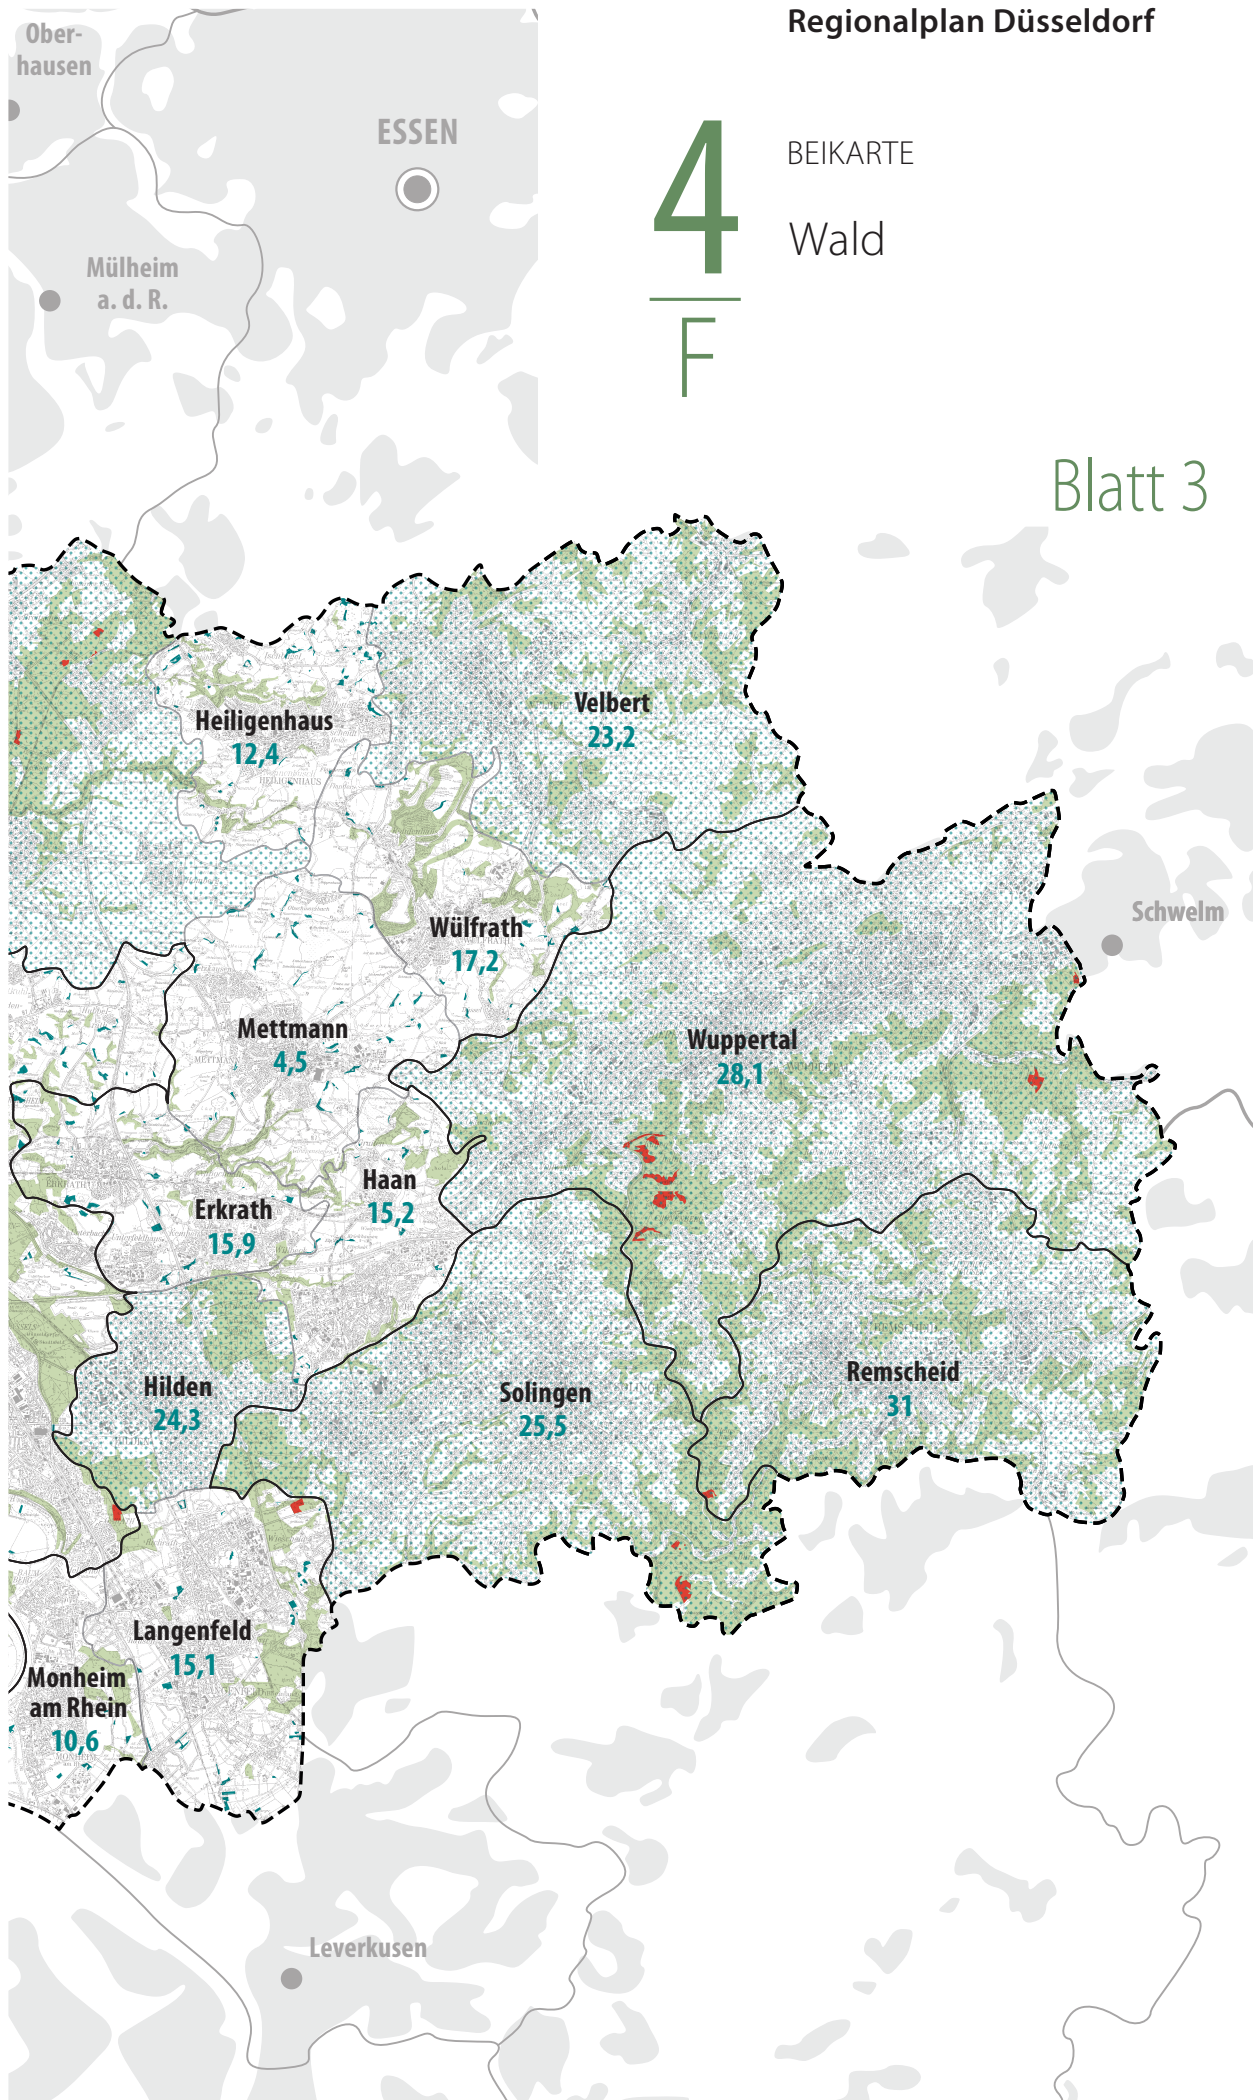 Regionalplan Düsseldorf
4
F
BEIKARTE
Wald
Blatt 3
Ober-
hausen
ESSEN
Mülheim
a. d. R.
Heiligenhaus
12,4
HEILIGENHAUS
Velbert
23,2
Wülfrath
17,2
Schwelm
Mettmann
4,5
Wuppertal
28,1
Haan
15,2
Erkrath
15,9
Hilden
24,3
Solingen
25,5
Remscheid
31
Langenfeld
15,1
Monheim
am Rhein
10,6
MONHEIM
Leverkusen